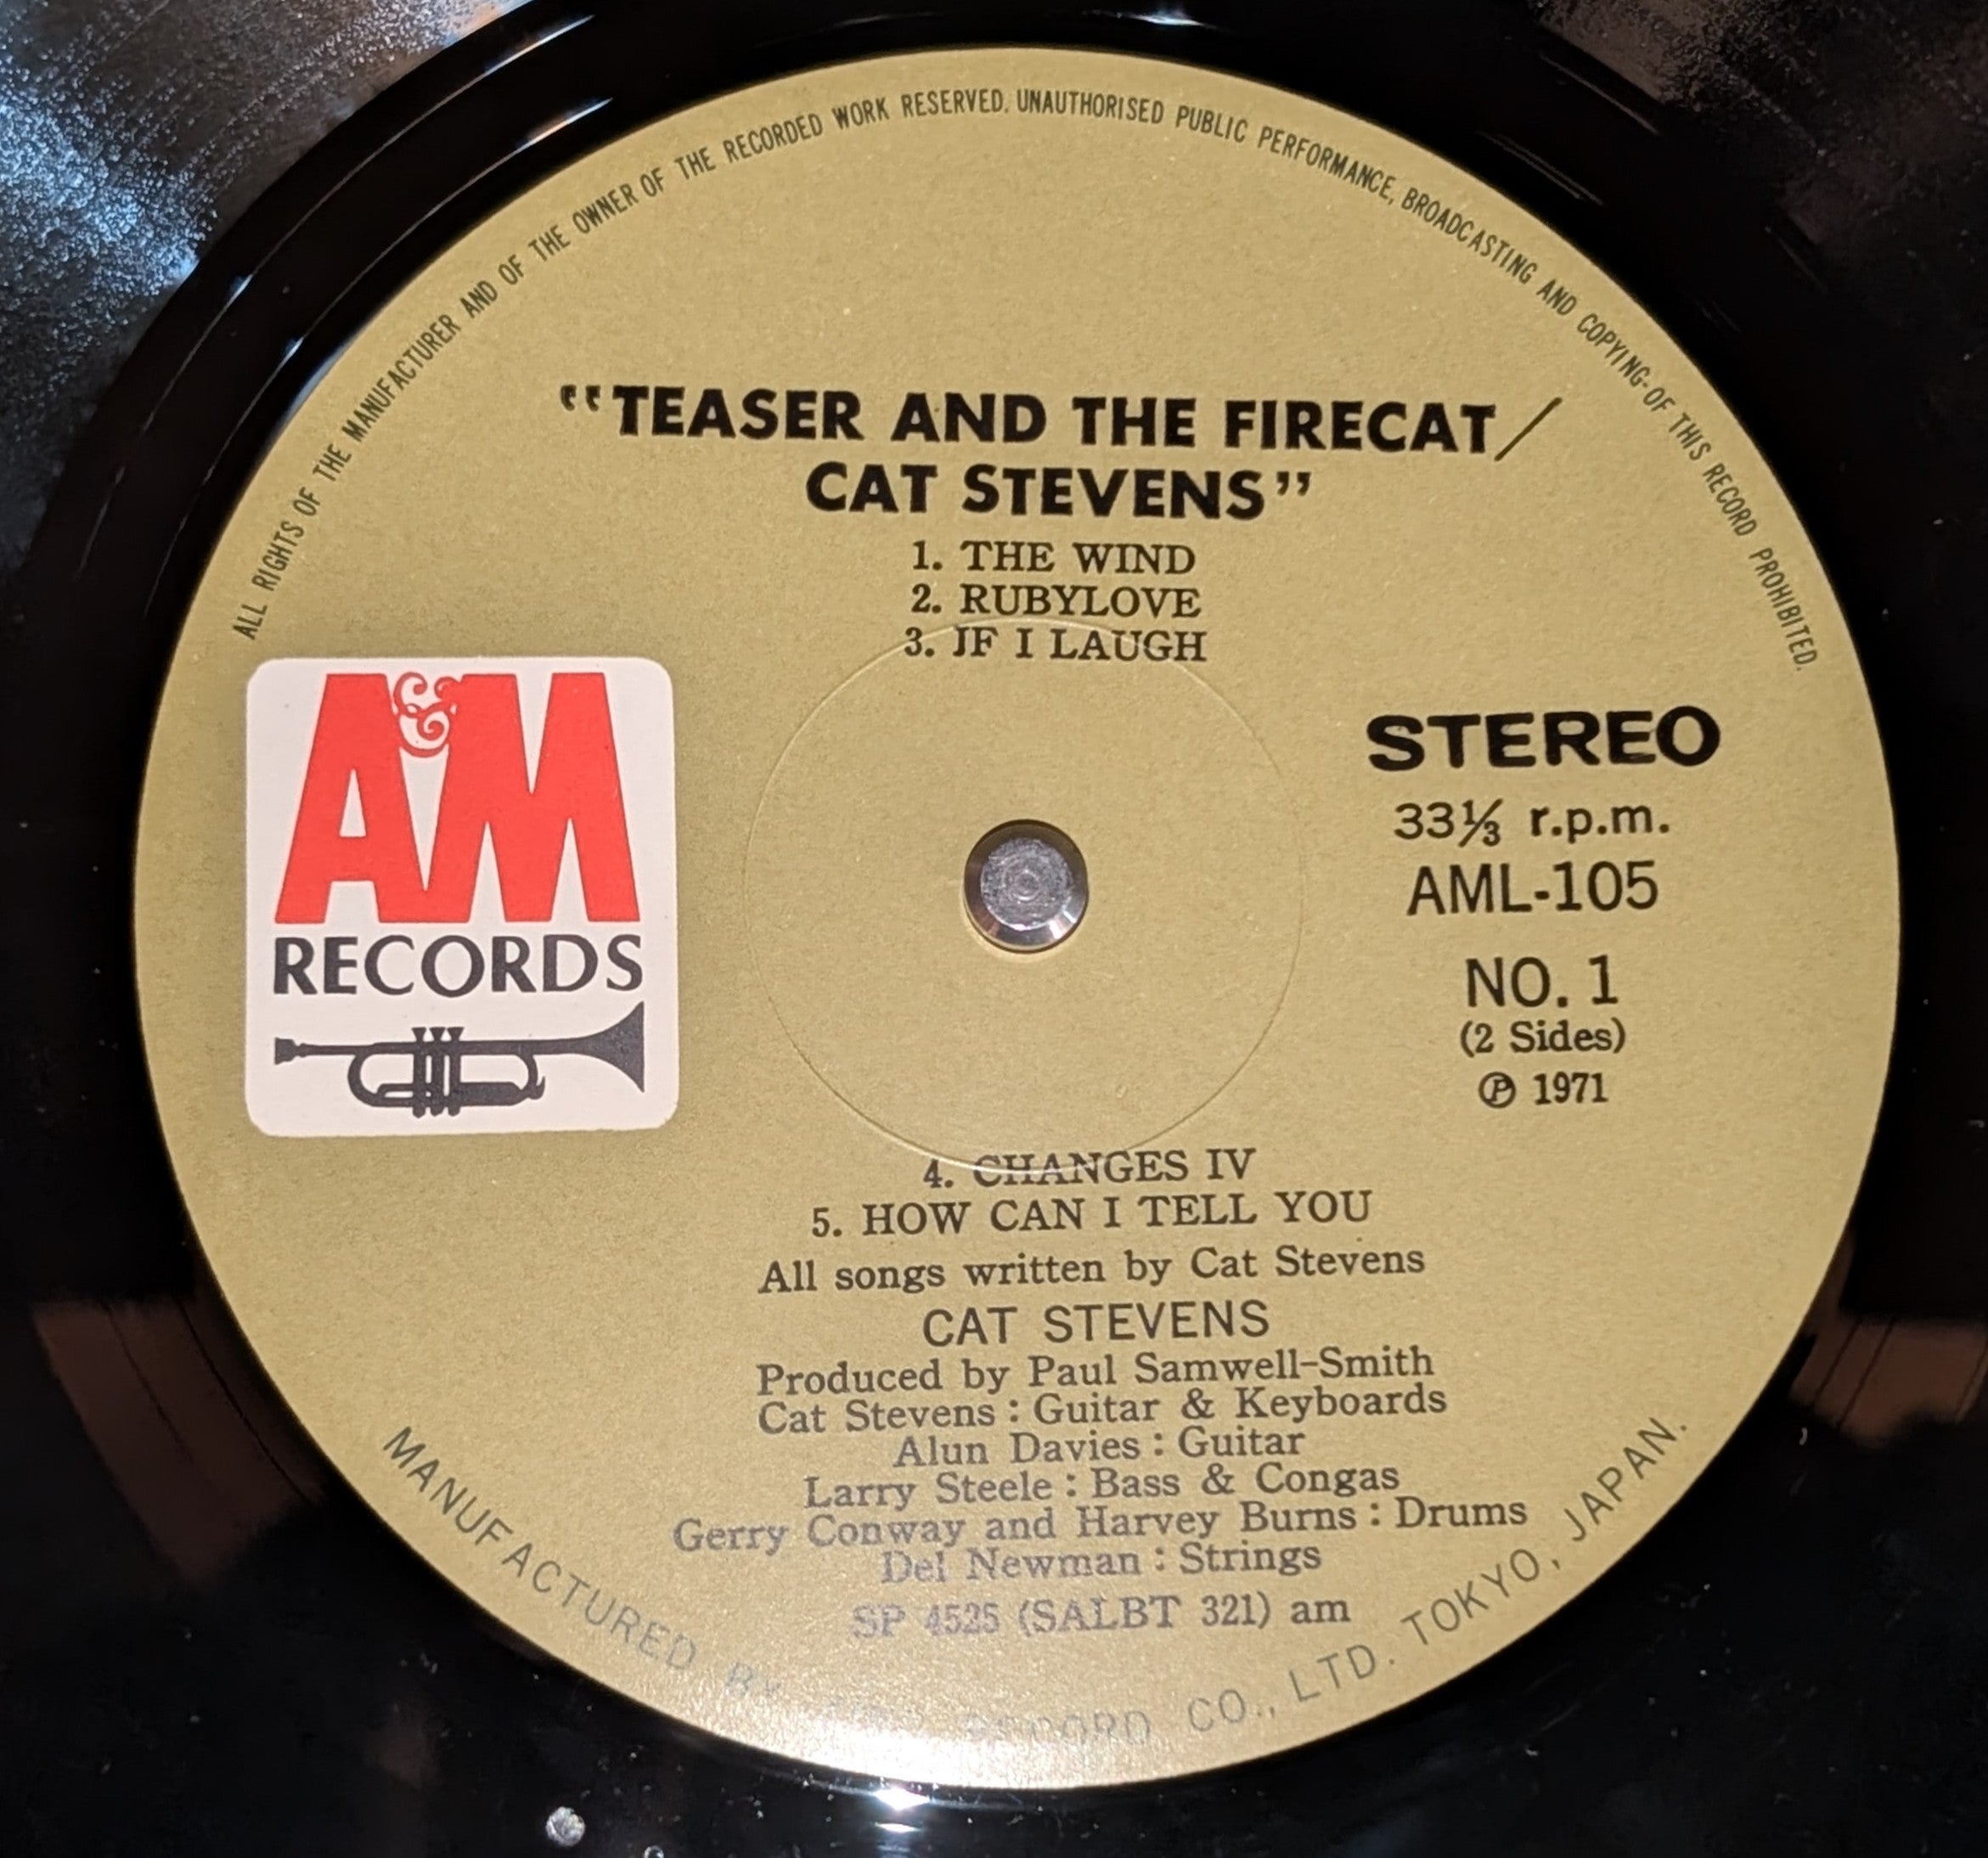 ALL RIGHTS OF THE MANUFACTURER AND OF THE OWNER OF THE RECORDED WORK RESERVED. UNAUTHORISED PUBLIC PERFORMANCE, BROADCASTING AND COPYING OF THIS RECORD PROHIBITED.
“TEASER AND THE FIRECAT/
CAT STEVENS”
1. THE WIND
2. RUBYLOVE
3. IF I LAUGH
A&M
RECORDS
STEREO
33⅓ r.p.m.
AML-105
NO. 1
(2 Sides)
℗ 1971
4. CHANGES IV
5. HOW CAN I TELL YOU
All songs written by Cat Stevens
CAT STEVENS
Produced by Paul Samwell-Smith
Cat Stevens : Guitar & Keyboards
Alun Davies : Guitar
Larry Steele : Bass & Congas
Gerry Conway and Harvey Burns : Drums
Del Newman : Strings
SP 4525 (SALBT 321) am
MANUFACTURED BY RECORD CO., LTD. TOKYO, JAPAN.